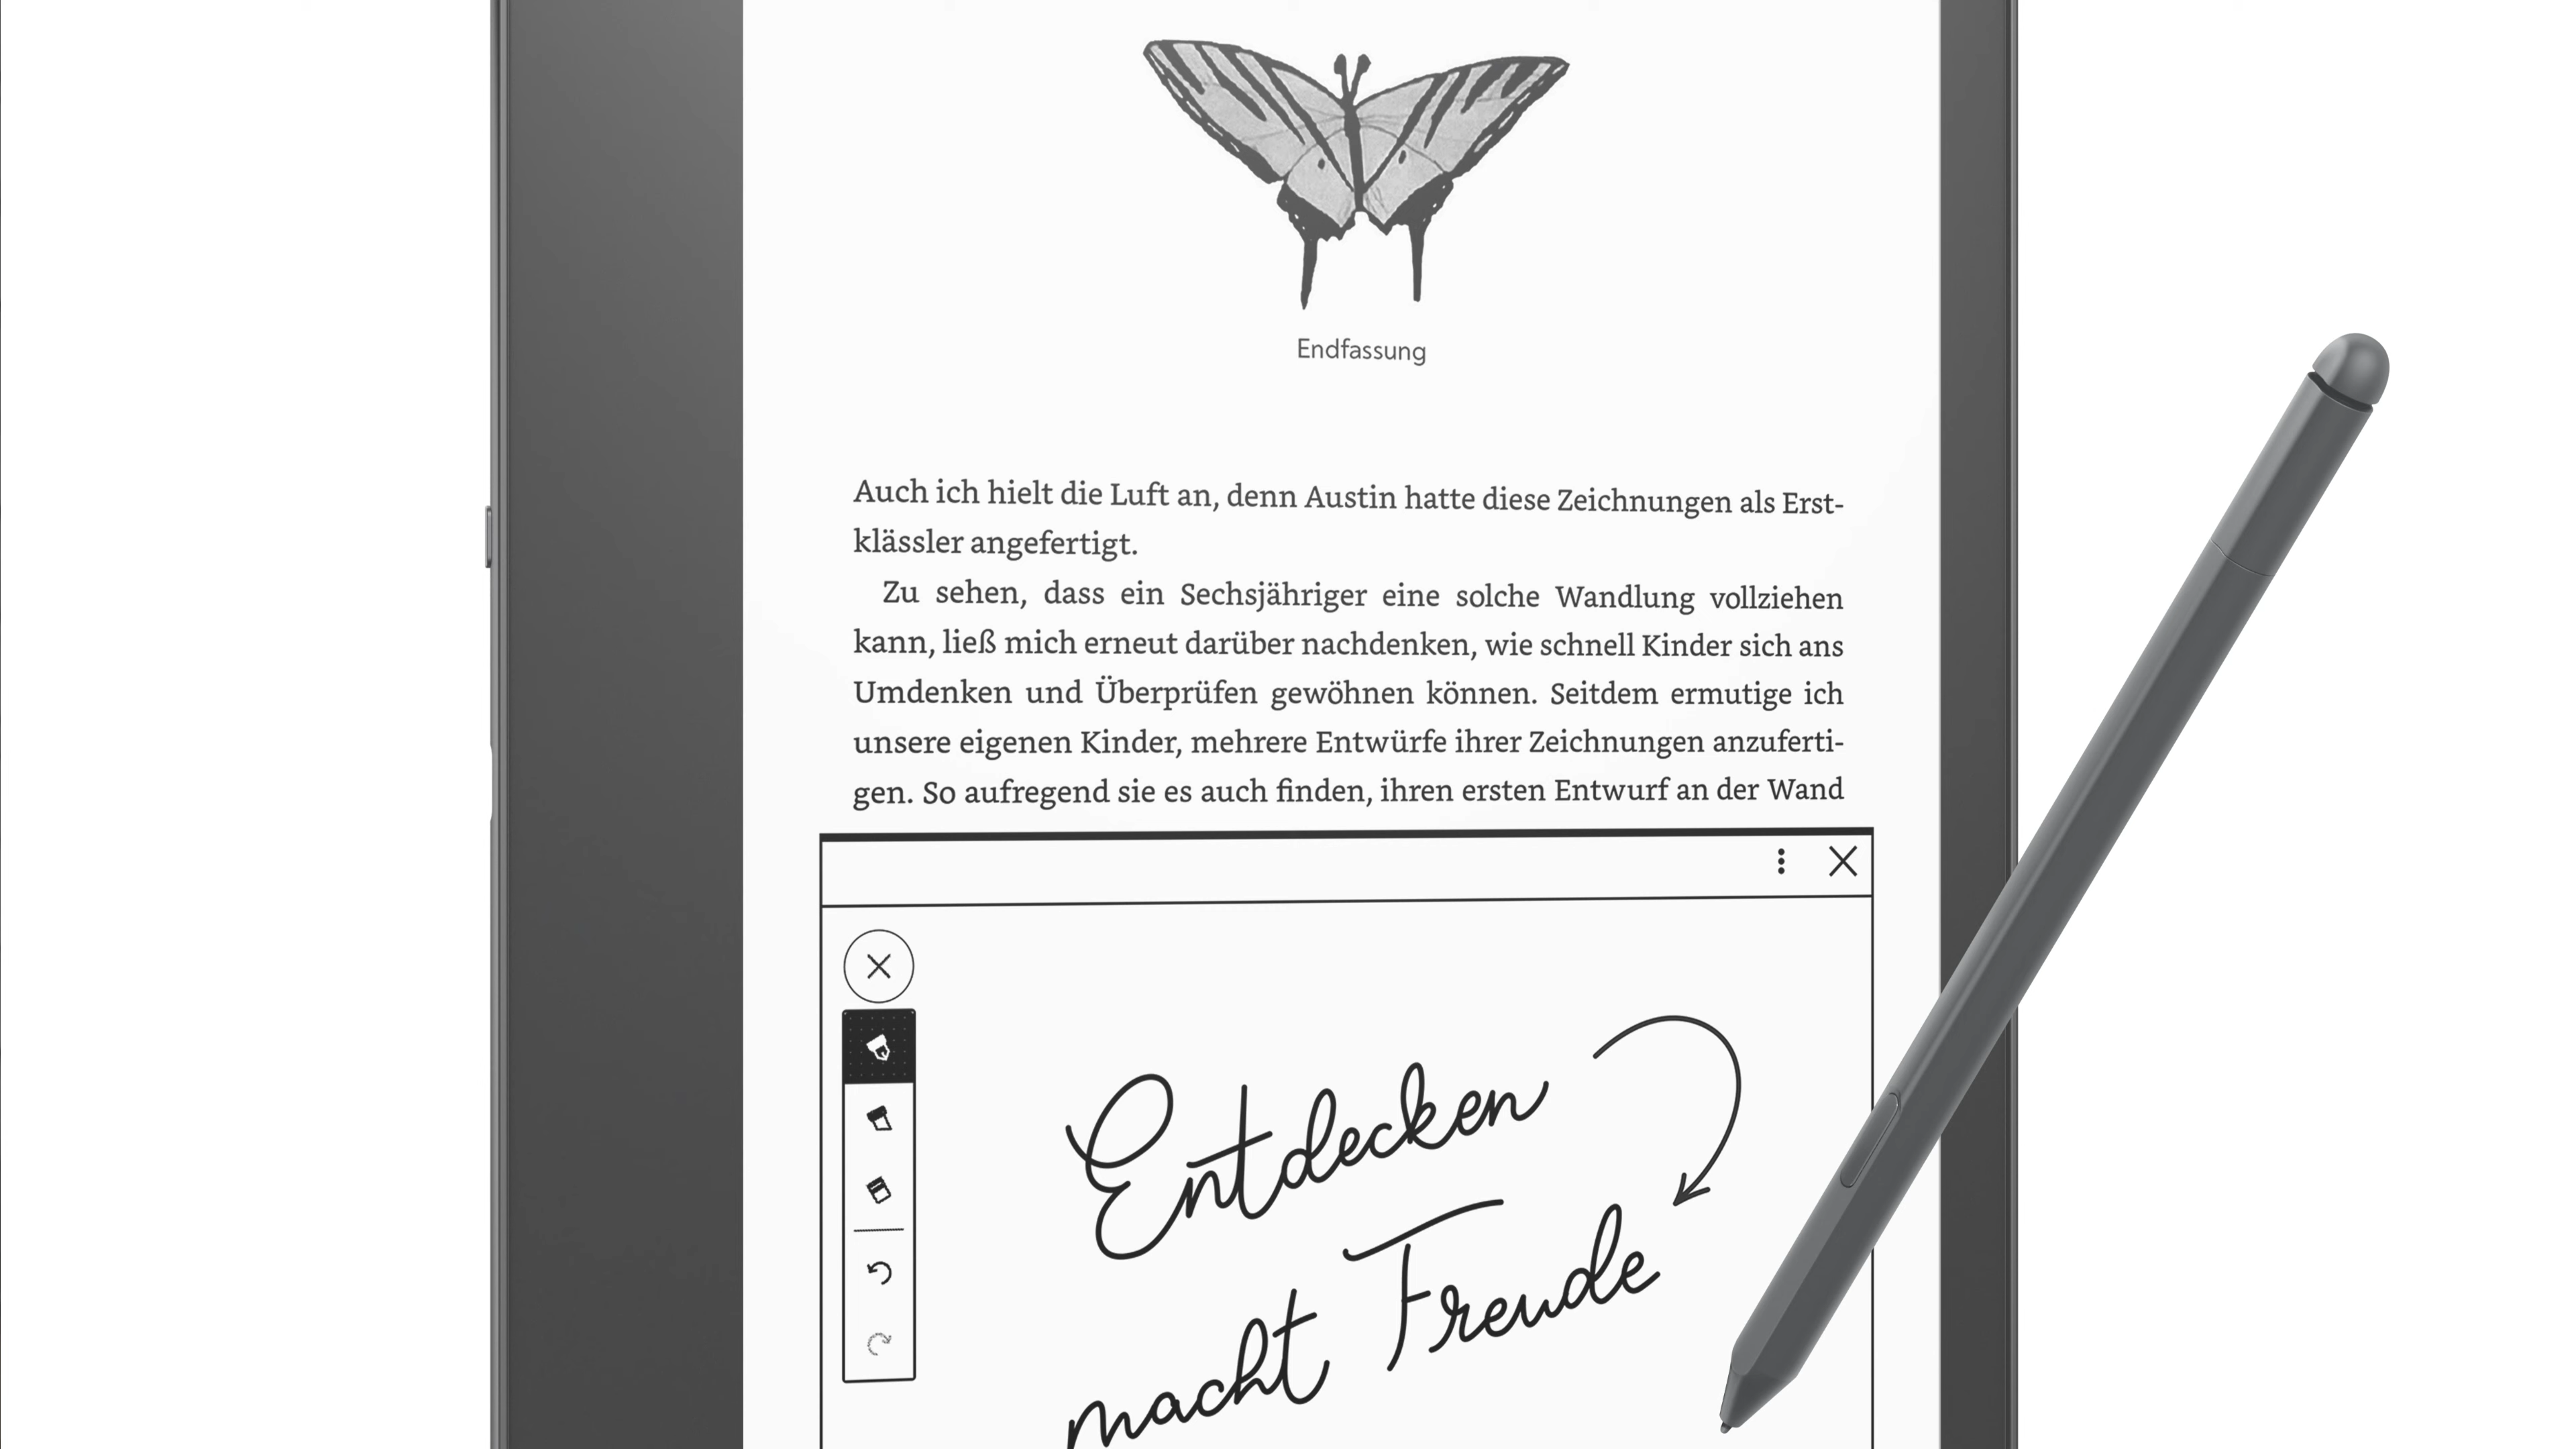 Endfassung
Auch ich hielt die Luft an, denn Austin hatte diese Zeichnungen als Erst-
klässler angefertigt.
Zu sehen, dass ein Sechsjähriger eine solche Wandlung vollziehen
kann, ließ mich erneut darüber nachdenken, wie schnell Kinder sich ans
Umdenken und Überprüfen gewöhnen können. Seitdem ermutige ich
unsere eigenen Kinder, mehrere Entwürfe ihrer Zeichnungen anzuferti-
gen. So aufregend sie es auch finden, ihren ersten Entwurf an der Wand
Entdecken
macht Freude